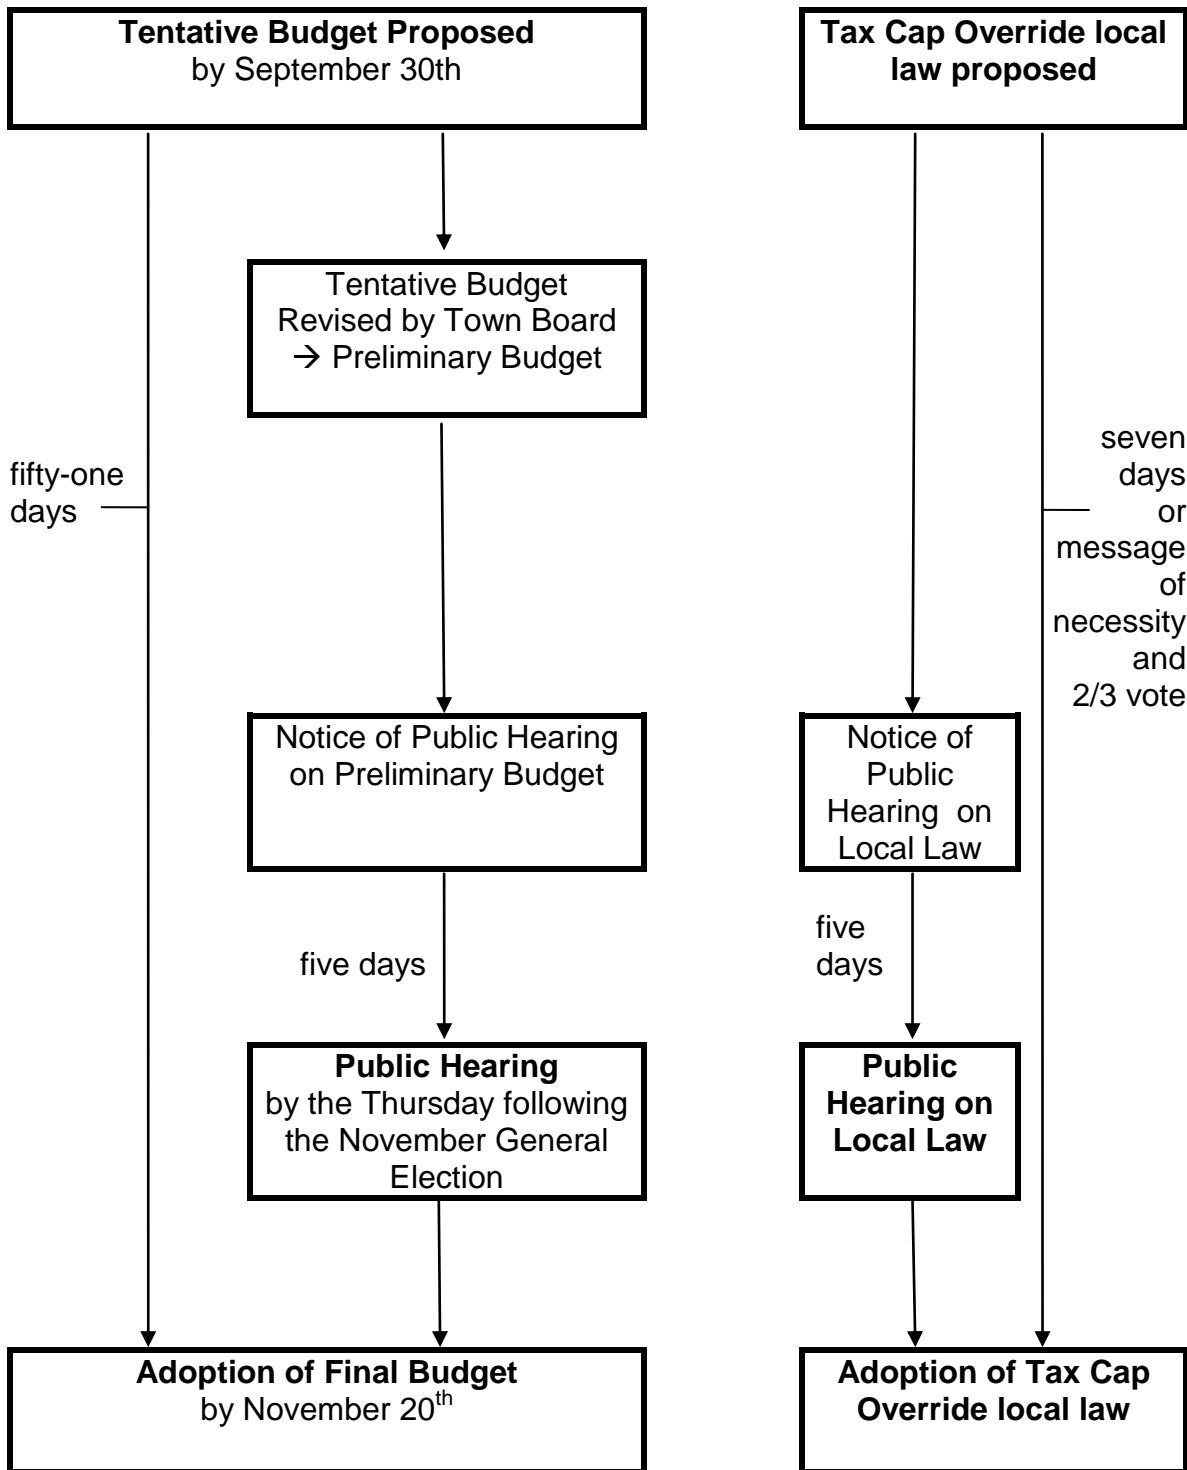 Tentative Budget Proposed
by September 30th
Tentative Budget
Revised by Town Board
→ Preliminary Budget
fifty-one
days
Notice of Public Hearing
on Preliminary Budget
five days
Public Hearing
by the Thursday following
the November General
Election
Adoption of Final Budget
by November 20th
Tax Cap Override local
law proposed
seven
days
or
message
of
necessity
and
2/3 vote
Notice of
Public
Hearing on
Local Law
five
days
Public
Hearing on
Local Law
Adoption of Tax Cap
Override local law